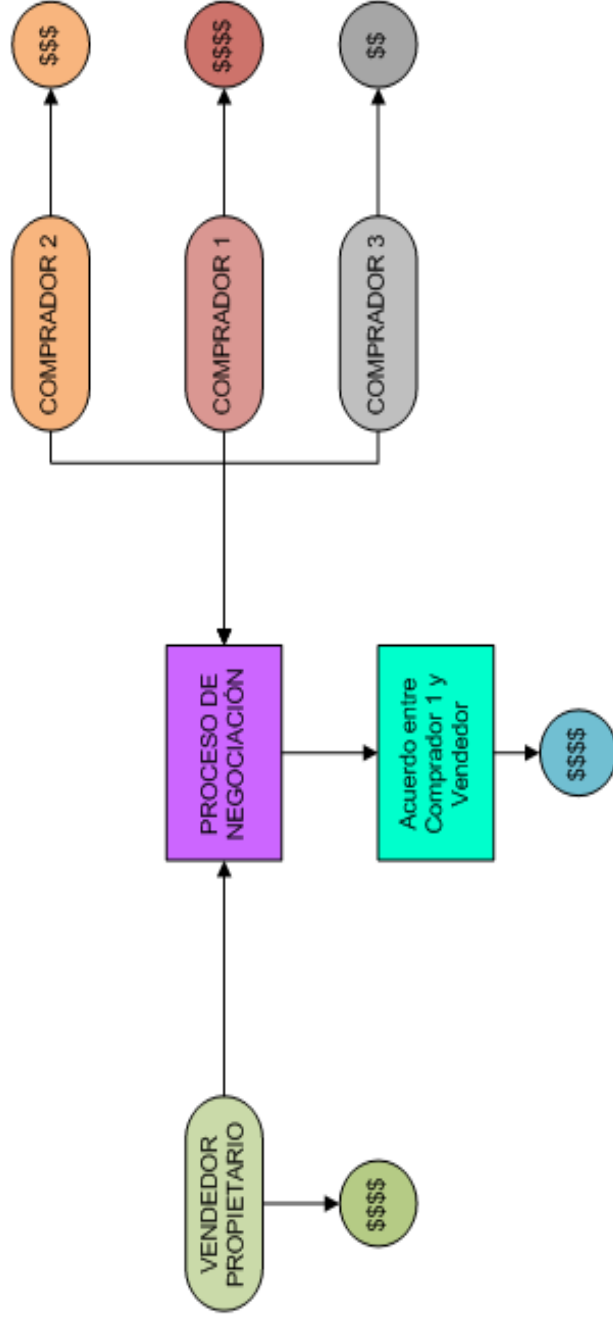 COMPRADOR 2
$$$
VENDEDOR
PROPIETARIO
PROCESO DE
NEGOCIACIÓN
COMPRADOR 1
$$$$
$$$$
Acuerdo entre
Comprador 1 y
Vendedor
COMPRADOR 3
$$
$$$$